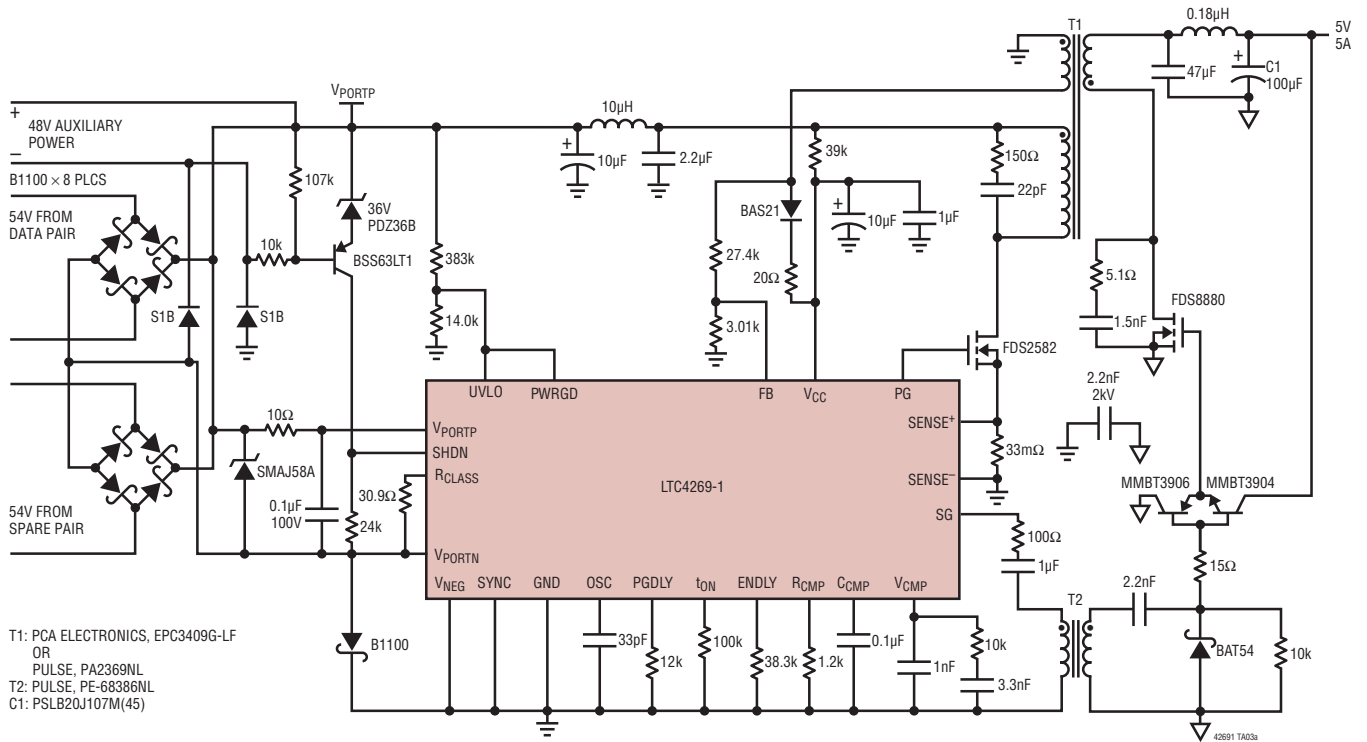 T1
0.18µH
5V
5A
+
47µF
C1
100µF
VPORTP
10µH
+
48V AUXILIARY
POWER
–
+
10µF
2.2µF
39k
150Ω
22pF
B1100 × 8 PLCS
107k
36V
PDZ36B
54V FROM
DATA PAIR
BAS21
+
10µF
1µF
10k
BSS63LT1
383k
27.4k
20Ω
5.1Ω
FDS8880
S1B
S1B
14.0k
3.01k
1.5nF
FDS2582
UVLO
PWRGD
FB
VCC
PG
2.2nF
2kV
10Ω
VPORTP
SENSE+
SHDN
33mΩ
SMAJ58A
RCLASS
30.9Ω
LTC4269-1
SENSE–
MMBT3906
MMBT3904
54V FROM
SPARE PAIR
0.1µF
100V
24k
SG
100Ω
VPORTN
1µF
15Ω
VNEG
SYNC
GND
OSC
PGDLY
tON
ENDLY
RCMP
CCMP
VCMP
T2
2.2nF
T1: PCA ELECTRONICS, EPC3409G-LF
OR
PULSE, PA2369NL
T2: PULSE, PE-68386NL
C1: PSLB20J107M(45)
B1100
33pF
12k
100k
38.3k
1.2k
0.1µF
1nF
10k
3.3nF
BAT54
10k
42691 TA03a